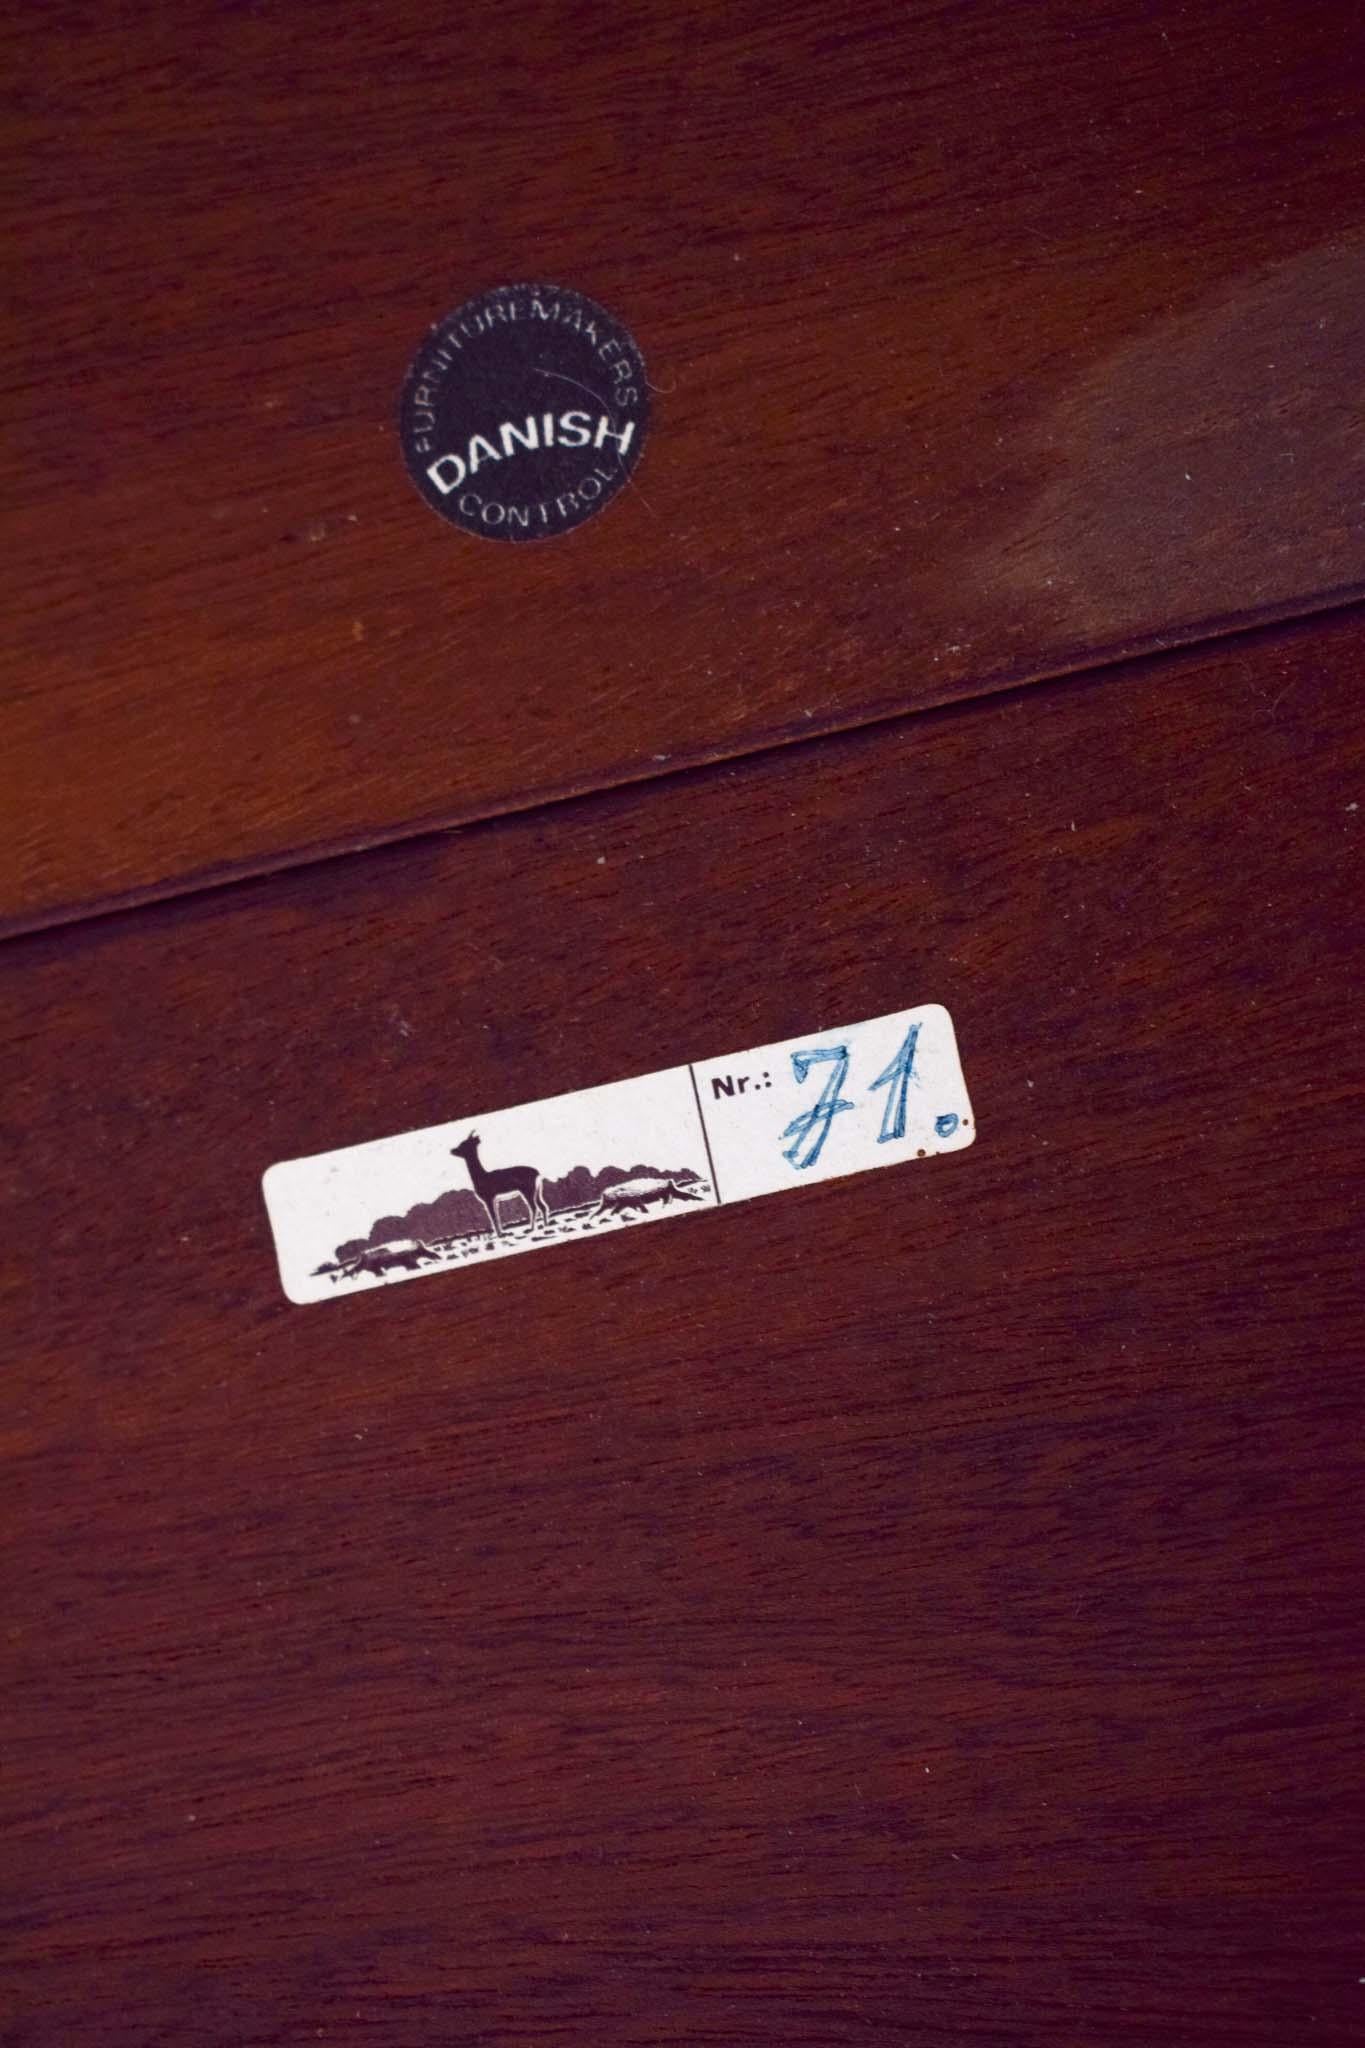 FURNITUREMAKERS
DANISH
CONTROL
Nr.: 71.